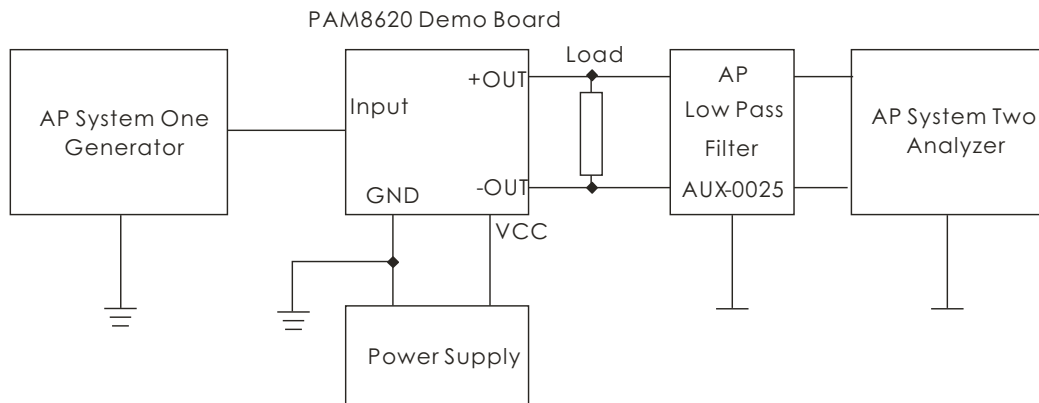 PAM8620 Demo Board
AP System One
Generator
Input
+OUT
-OUT
GND
VCC
Load
AP
Low Pass
Filter
AUX-0025
AP System Two
Analyzer
Power Supply